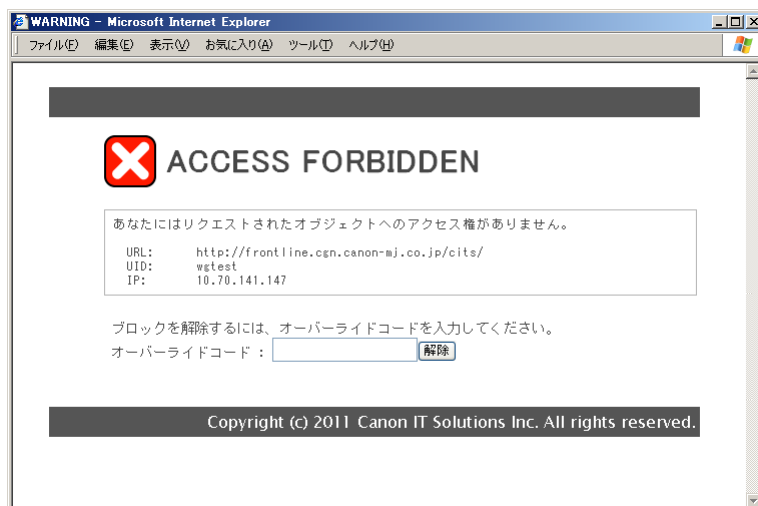 WARNING - Microsoft Internet Explorer
ファイル(F) 編集(E) 表示(V) お気に入り(A) ツール(T) ヘルプ(H)
ACCESS FORBIDDEN
あなたにはリクエストされたオブジェクトへのアクセス権がありません。
URL: http://frontline.cgn.canon-mj.co.jp/cits/
UID: wgtest
IP: 10.70.141.147
ブロックを解除するには、オーバーライドコードを入力してください。
オーバーライドコード : 解除
Copyright (c) 2011 Canon IT Solutions Inc. All rights reserved.